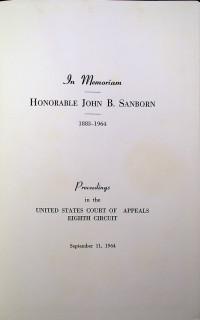 In Memoriam
HONORABLE JOHN B. SANBORN
1883-1964
Proceedings
in the
UNITED STATES COURT OF APPEALS
EIGHTH CIRCUIT
September 11, 1964